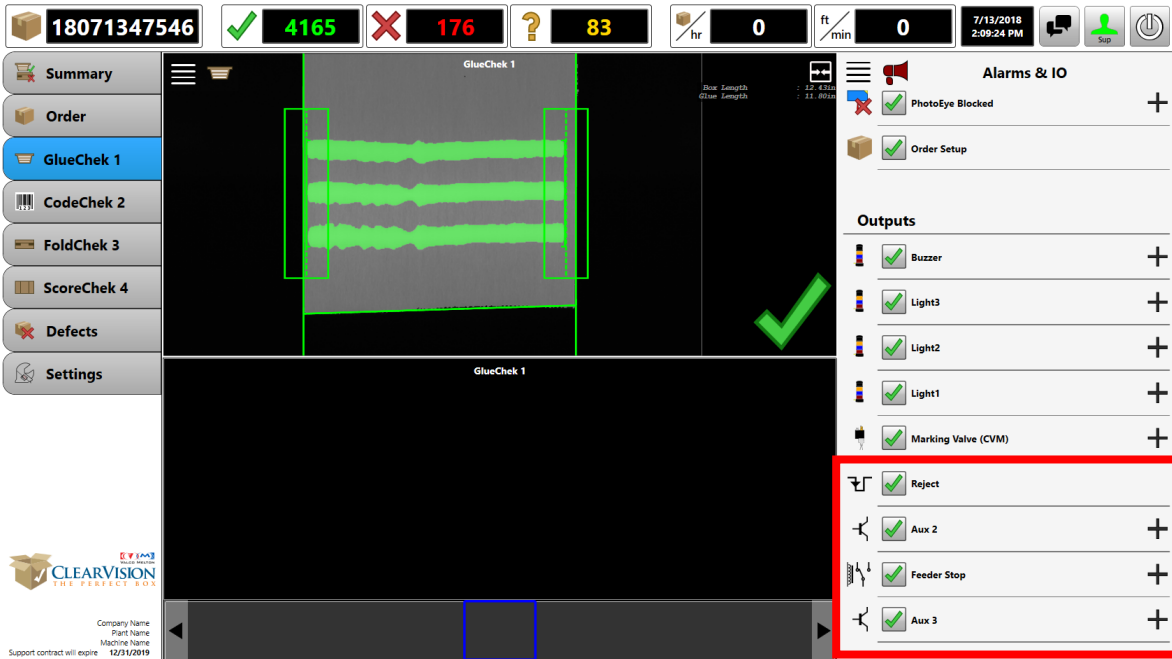 18071347546
4165
176
83
hr
0
ft
min
0
7/13/2018
2:09:24 PM
Sup
Summary
Order
GlueChek 1
CodeChek 2
FoldChek 3
ScoreChek 4
Defects
Settings
GlueChek 1
Box Length : 12.43in
Glue Length : 11.80in
GlueChek 1
Alarms & IO
PhotoEye Blocked
Order Setup
Outputs
Buzzer
Light3
Light2
Light1
Marking Valve (CVM)
Reject
Aux 2
Feeder Stop
Aux 3
CLEARVISION
THE PERFECT BOX
Company Name
Plant Name
Machine Name
Support contract will expire 12/31/2019